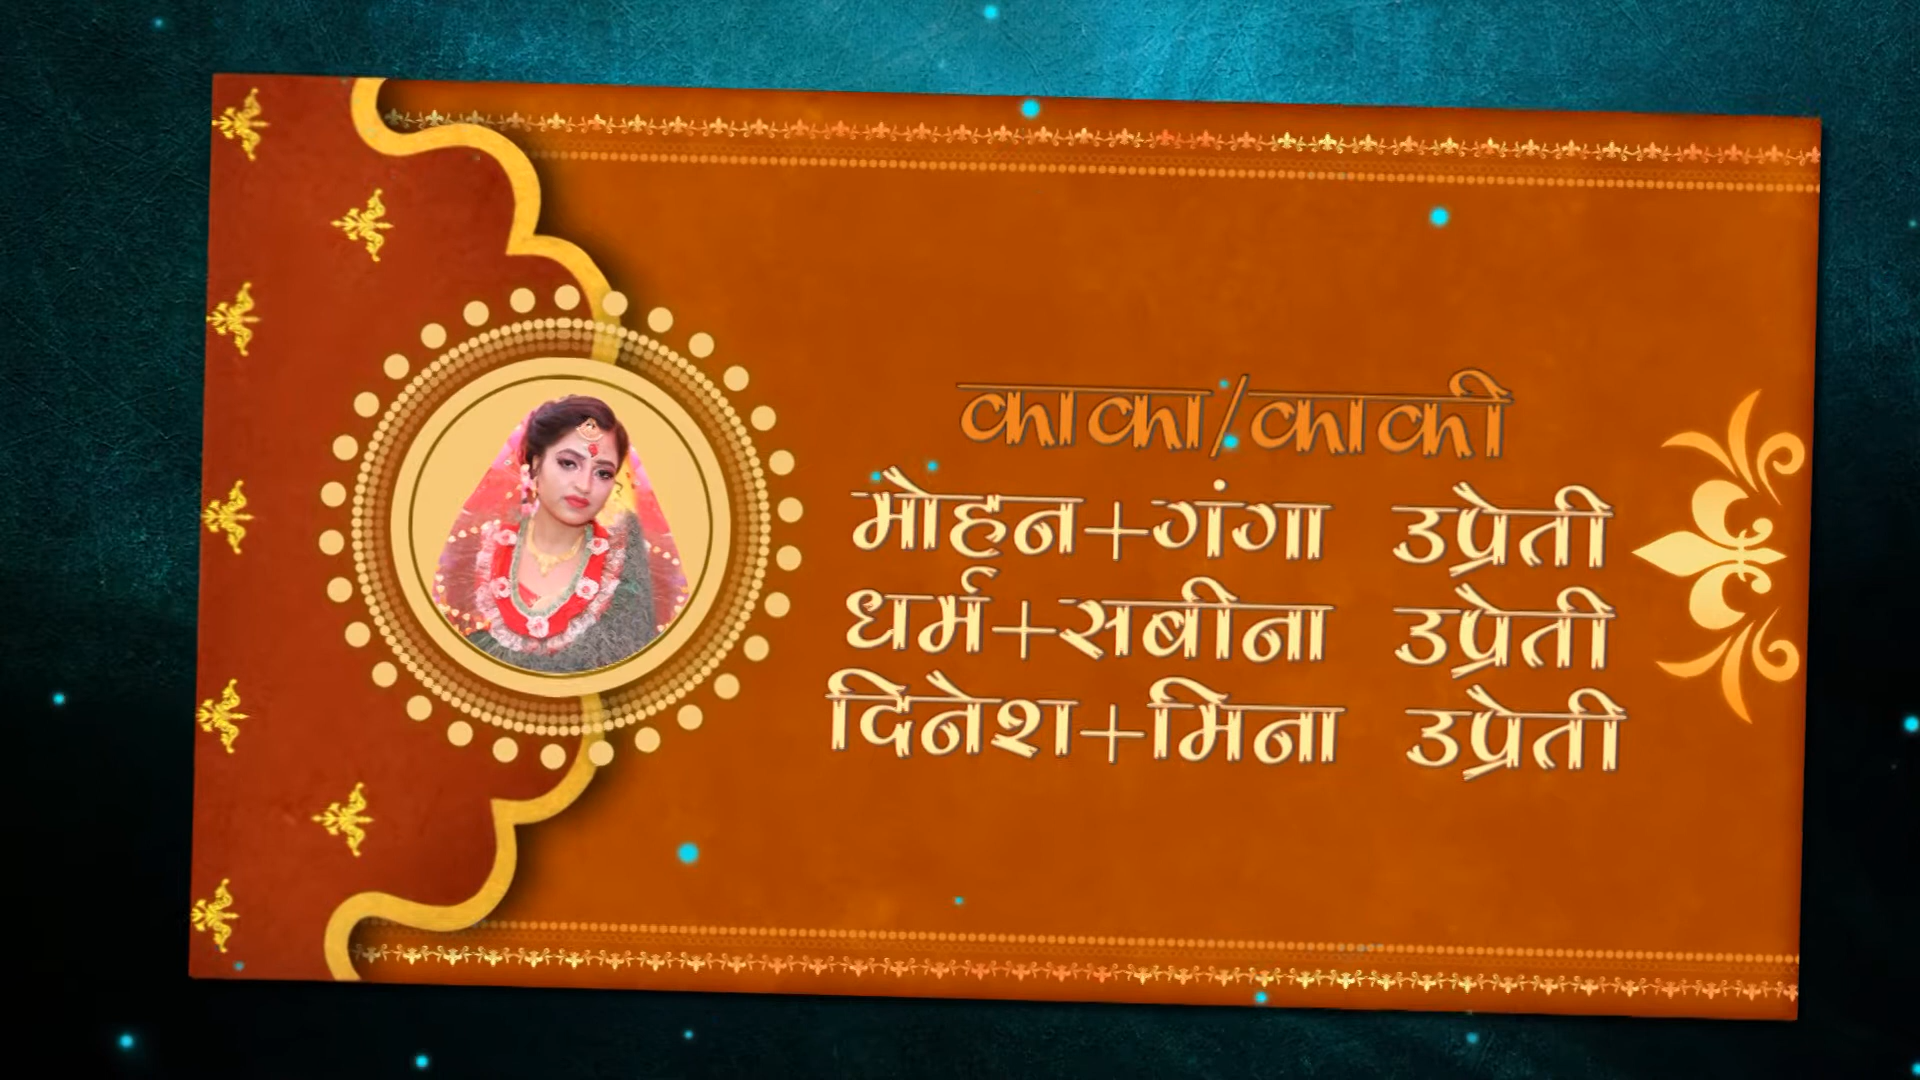 काका/काकी
मोहन+गंगा उप्रेती
धर्म+सबीना उप्रेती
दिनेश+मिना उप्रेती